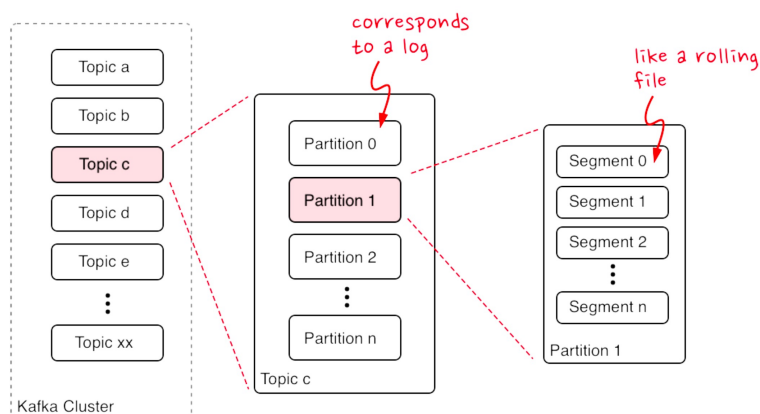 Topic a
Topic b
Topic c
Topic d
Topic e
Topic xx
Kafka Cluster
corresponds
to a log
Partition 0
Partition 1
Partition 2
Partition n
Topic c
like a rolling
file
Segment 0
Segment 1
Segment 2
Segment n
Partition 1